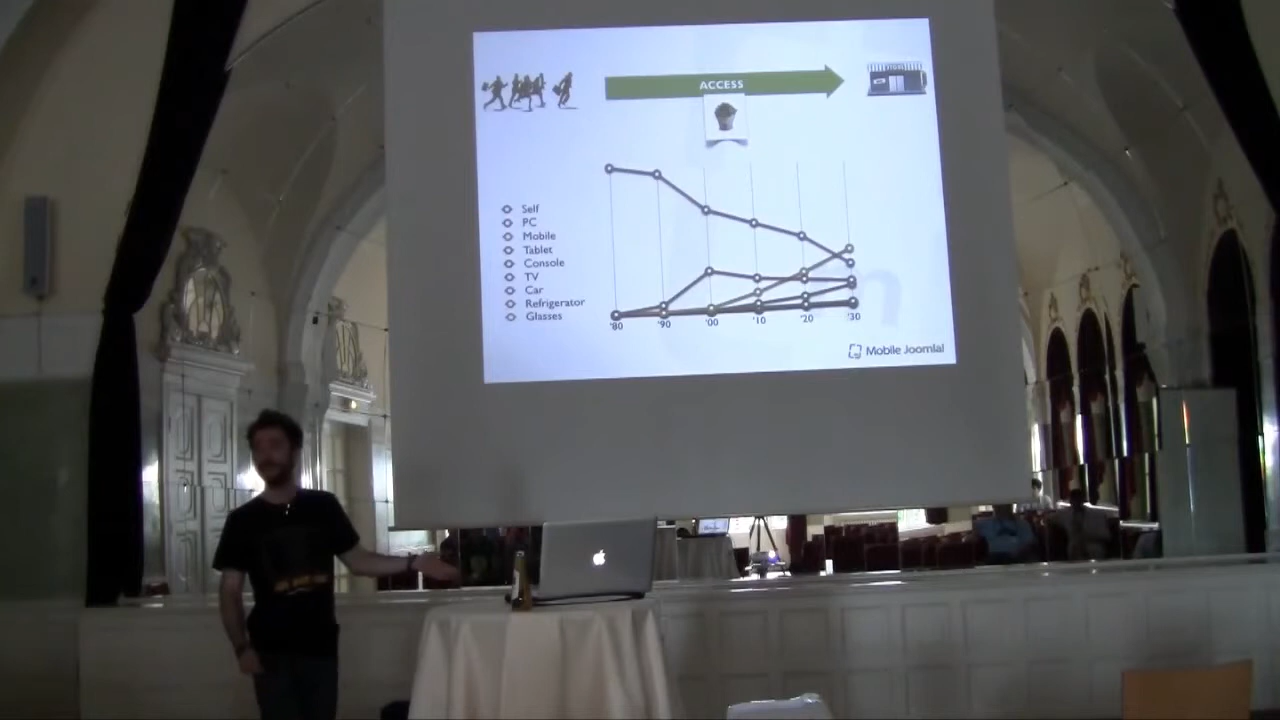 ACCESS
Self
PC
Mobile
Tablet
Console
TV
Car
Refrigerator
Glasses
'80 '90 '00 '10 '20 '30
Mobile Joomla!